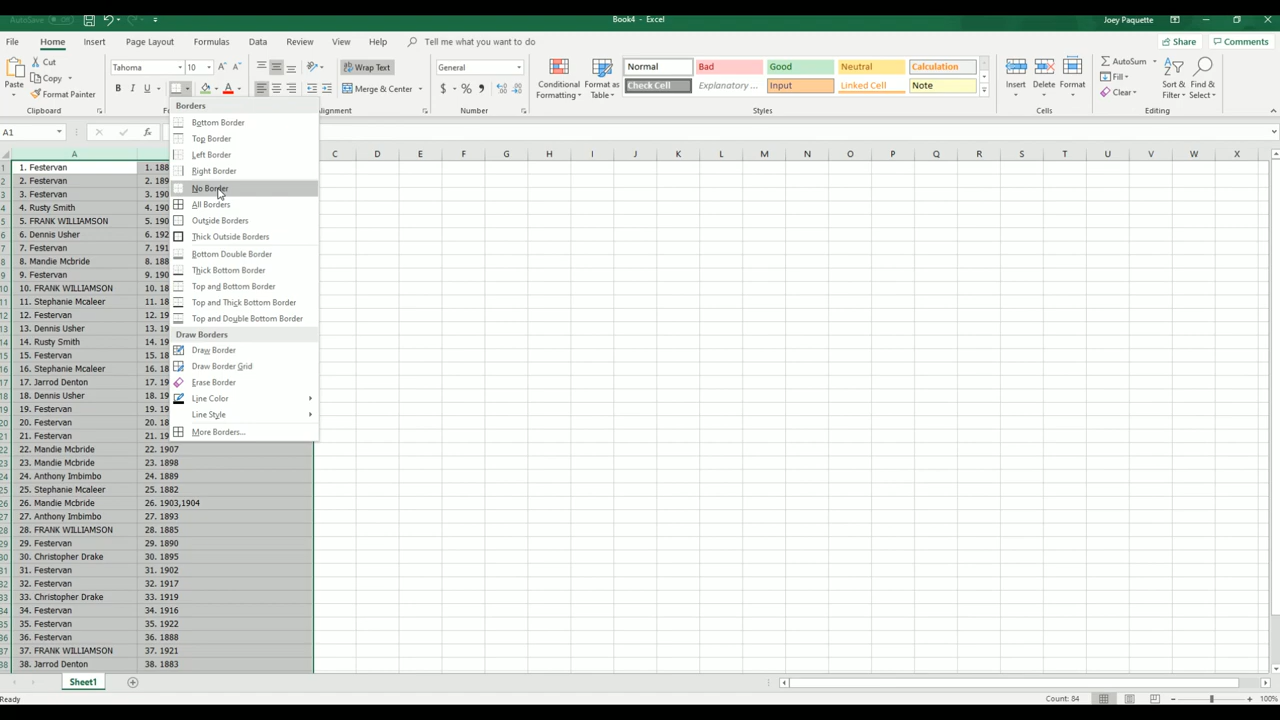 AutoSave Off Book4 - Excel Joey Paquette
File Home Insert Page Layout Formulas Data Review View Help Tell me what you want to do Share Comments
Paste Cut Copy Format Painter Clipboard
Tahoma 10 B I U
Wrap Text Merge & Center
General $ % Number
Conditional Formatting Format as Table
Normal Bad Good Neutral Calculation
Check Cell Explanatory ... Input Linked Cell Note
Styles
Insert Delete Format Cells
AutoSum Fill Clear Sort & Filter Find & Select Editing
A1 fx
Borders
Bottom Border
Top Border
Left Border
Right Border
No Border
All Borders
Outside Borders
Thick Outside Borders
Bottom Double Border
Thick Bottom Border
Top and Bottom Border
Top and Thick Bottom Border
Top and Double Bottom Border
Draw Borders
Draw Border
Draw Border Grid
Erase Border
Line Color
Line Style
More Borders...
A C D E F G H I J K L M N O P Q R S T U V W X
1. Festervan 1. 188
2. Festervan 2. 189
3. Festervan 3. 190
4. Rusty Smith 4. 190
5. FRANK WILLIAMSON 5. 190
6. Dennis Usher 6. 192
7. Festervan 7. 191
8. Mandie Mcbride 8. 188
9. Festervan 9. 190
10. FRANK WILLIAMSON 10. 18
11. Stephanie Mcaleer 11. 18
12. Festervan 12. 19
13. Dennis Usher 13. 19
14. Rusty Smith 14. 19
15. Festervan 15. 18
16. Stephanie Mcaleer 16. 18
17. Jarrod Denton 17. 19
18. Dennis Usher 18. 18
19. Festervan 19. 19
20. Festervan 20. 18
21. Festervan 21. 19
22. Mandie Mcbride 22. 1907
23. Mandie Mcbride 23. 1898
24. Anthony Imbimbo 24. 1889
25. Stephanie Mcaleer 25. 1882
26. Mandie Mcbride 26. 1903,1904
27. Anthony Imbimbo 27. 1893
28. FRANK WILLIAMSON 28. 1885
29. Festervan 29. 1890
30. Christopher Drake 30. 1895
31. Festervan 31. 1902
32. Festervan 32. 1917
33. Christopher Drake 33. 1919
34. Festervan 34. 1916
35. Festervan 35. 1922
36. Festervan 36. 1888
37. FRANK WILLIAMSON 37. 1921
38. Jarrod Denton 38. 1883
Sheet1
Ready Count: 84 100%